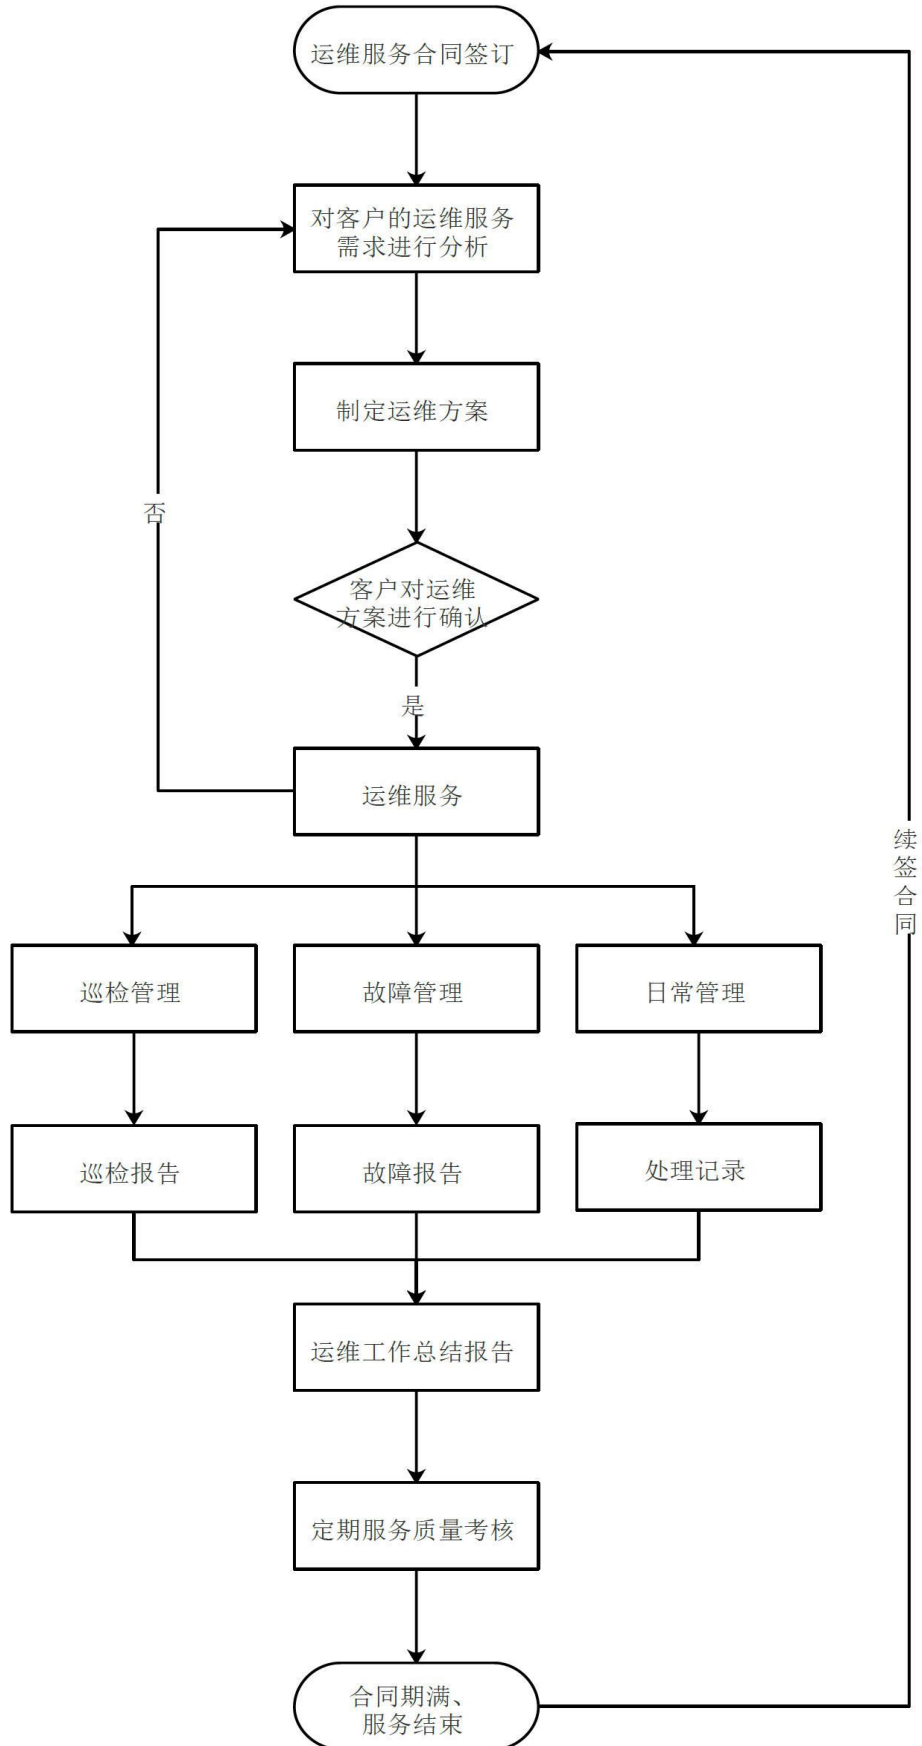 运维服务合同签订
对客户的运维服务
需求进行分析
制定运维方案
否
客户对运维
方案进行确认
是
运维服务
续
签
合
同
巡检管理
故障管理
日常管理
巡检报告
故障报告
处理记录
运维工作总结报告
定期服务质量考核
合同期满、
服务结束